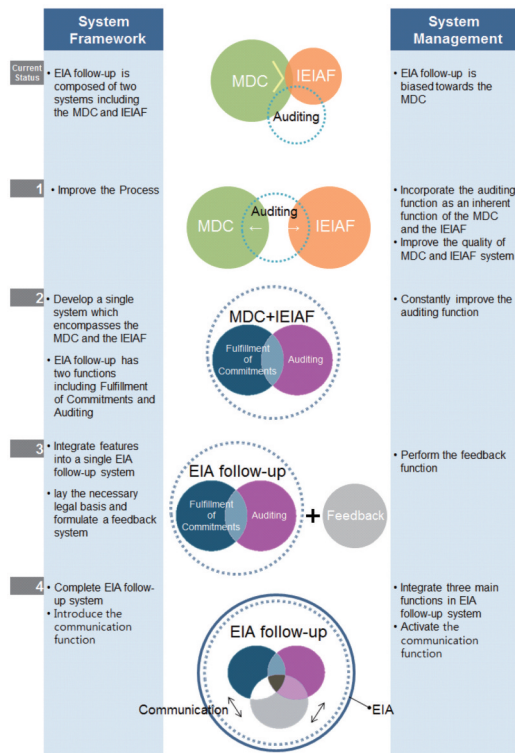 System
Framework
System
Management
Current
Status
• EIA follow-up is
composed of two
systems including
the MDC and IEIAF
MDC
IEIAF
Auditing
• EIA follow-up is
biased towards the
MDC
1
• Improve the Process
Auditing
MDC
←
→
IEIAF
• Incorporate the auditing
function as an inherent
function of the MDC
and the IEIAF
• Improve the quality of
MDC and IEIAF system
2
• Develop a single
system which
encompasses the
MDC and the IEIAF
• EIA follow-up has
two functions
including Fulfillment
of Commitments and
Auditing
MDC+IEIAF
Fulfillment
of
Commitments
Auditing
• Constantly improve the
auditing function
3
• Integrate features
into a single EIA
follow-up system
• lay the necessary
legal basis and
formulate a feedback
system
EIA follow-up
Fulfillment
of
Commitments
Auditing
+
Feedback
• Perform the feedback
function
4
• Complete EIA follow-
up system
• Introduce the
communication
function
EIA follow-up
Communication
EIA
• Integrate three main
functions in EIA
follow-up system
• Activate the
communication
function